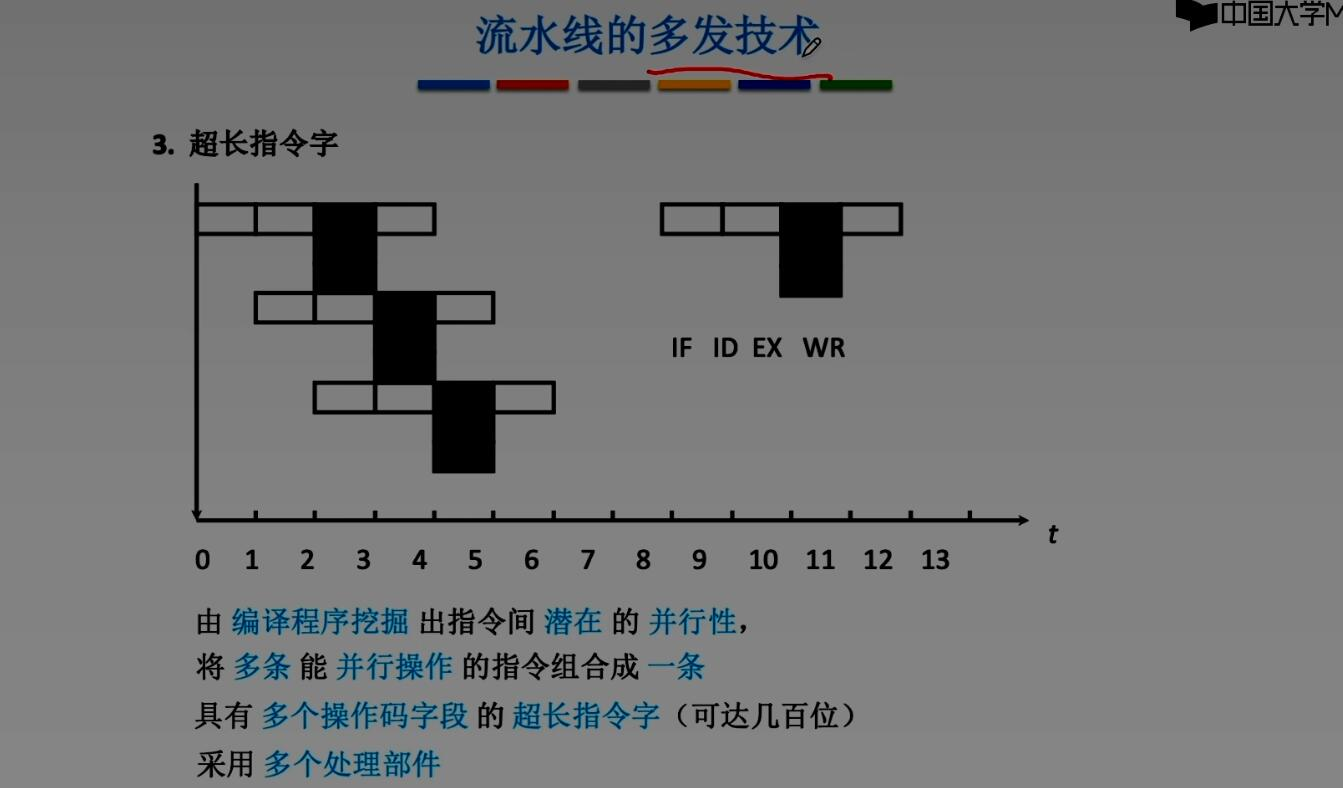 中国大学M
流水线的多发技术
3. 超长指令字
IF ID EX WR
t
0 1 2 3 4 5 6 7 8 9 10 11 12 13
由 编译程序挖掘 出指令间 潜在 的 并行性，
将 多条 能 并行操作 的指令组合成 一条
具有 多个操作码字段 的 超长指令字（可达几百位）
采用 多个处理部件